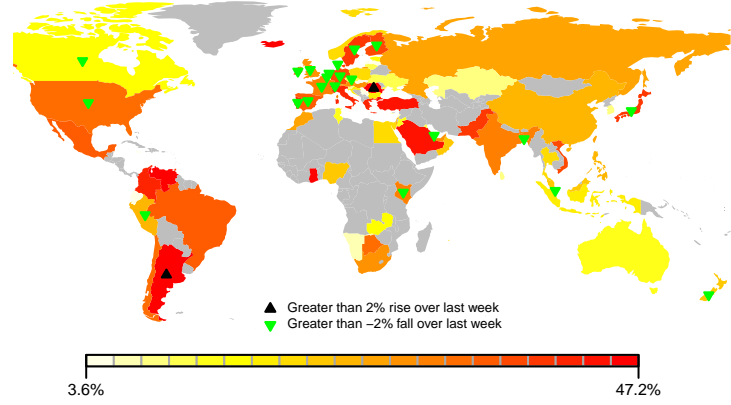 Greater than 2% rise over last week
Greater than −2% fall over last week
3.6%
47.2%